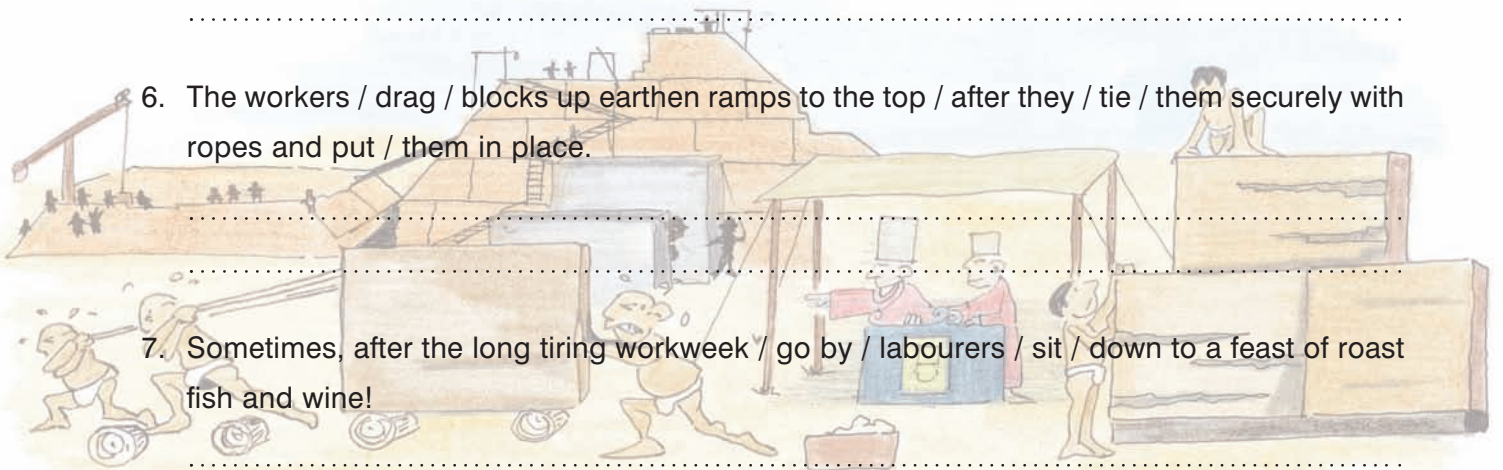 6. The workers / drag / blocks up earthen ramps to the top / after they / tie / them securely with
ropes and put / them in place.
7. Sometimes, after the long tiring workweek / go by / labourers / sit / down to a feast of roast
fish and wine!